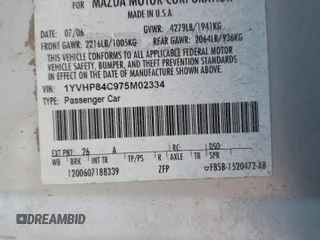 MAZDA MOTOR CORPORATION
MADE IN U.S.A.
07/06 GVWR: 4279LB/1941KG
FRONT GAWR: 2216LB/1005KG REAR GAWR: 2064LB/936KG
THIS VEHICLE CONFORMS TO ALL APPLICABLE FEDERAL MOTOR
VEHICLE SAFETY, BUMPER, AND THEFT PREVENTION STANDARDS
IN EFFECT ON THE DATE OF MANUFACTURE SHOWN ABOVE.
VIN: 1YVHP84C975M02334
TYPE: Passenger Car
EXT PNT: 26 A RC: DSO:
WB BRK INT TR TP/PS R AXLE TR SPR
1200607188339 ZFP F85B-1520472-AB
DREAMBID